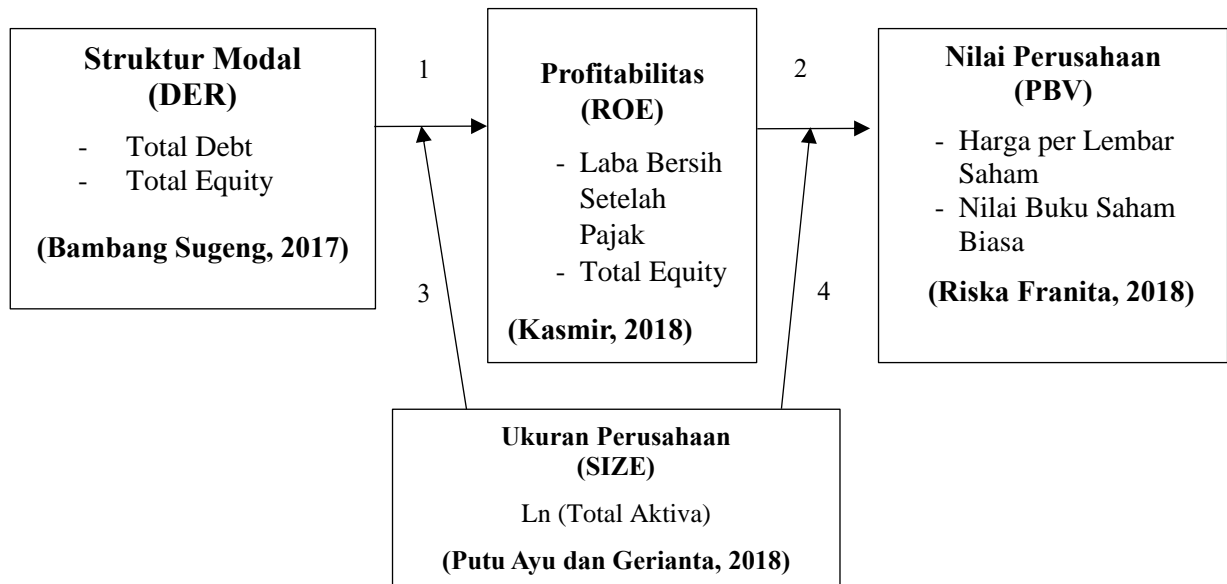 Struktur Modal
(DER)
- Total Debt
- Total Equity
(Bambang Sugeng, 2017)
1
Profitabilitas
(ROE)
- Laba Bersih
Setelah
Pajak
- Total Equity
(Kasmir, 2018)
2
Nilai Perusahaan
(PBV)
- Harga per Lembar
Saham
- Nilai Buku Saham
Biasa
(Riska Franita, 2018)
3
4
Ukuran Perusahaan
(SIZE)
Ln (Total Aktiva)
(Putu Ayu dan Gerianta, 2018)